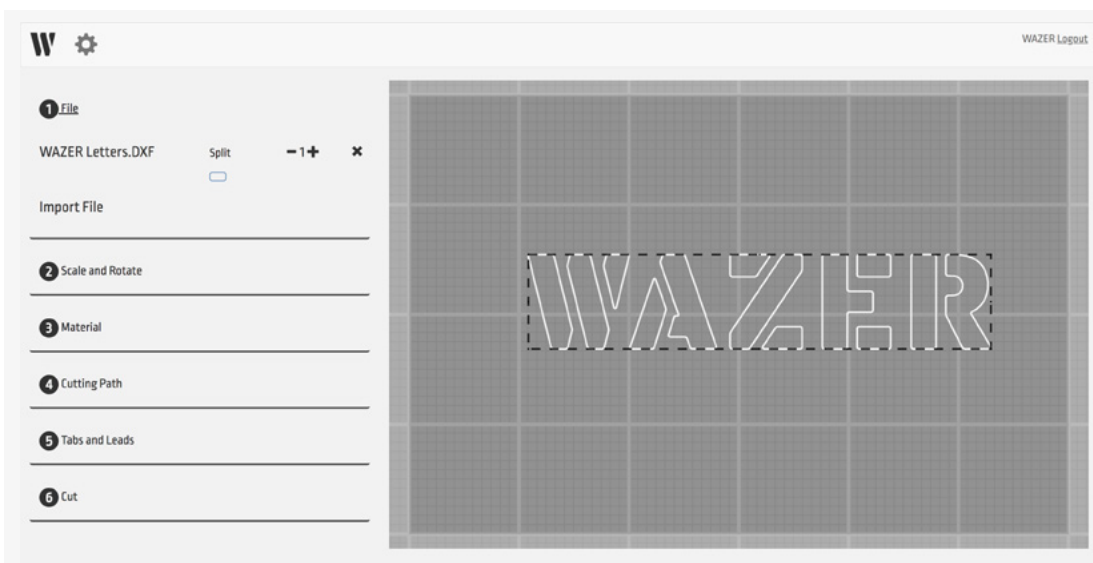 W
WAZER Logout
1 File
WAZER Letters.DXF Split 1
Import File
2 Scale and Rotate
3 Material
4 Cutting Path
5 Tabs and Leads
6 Cut
WAZER